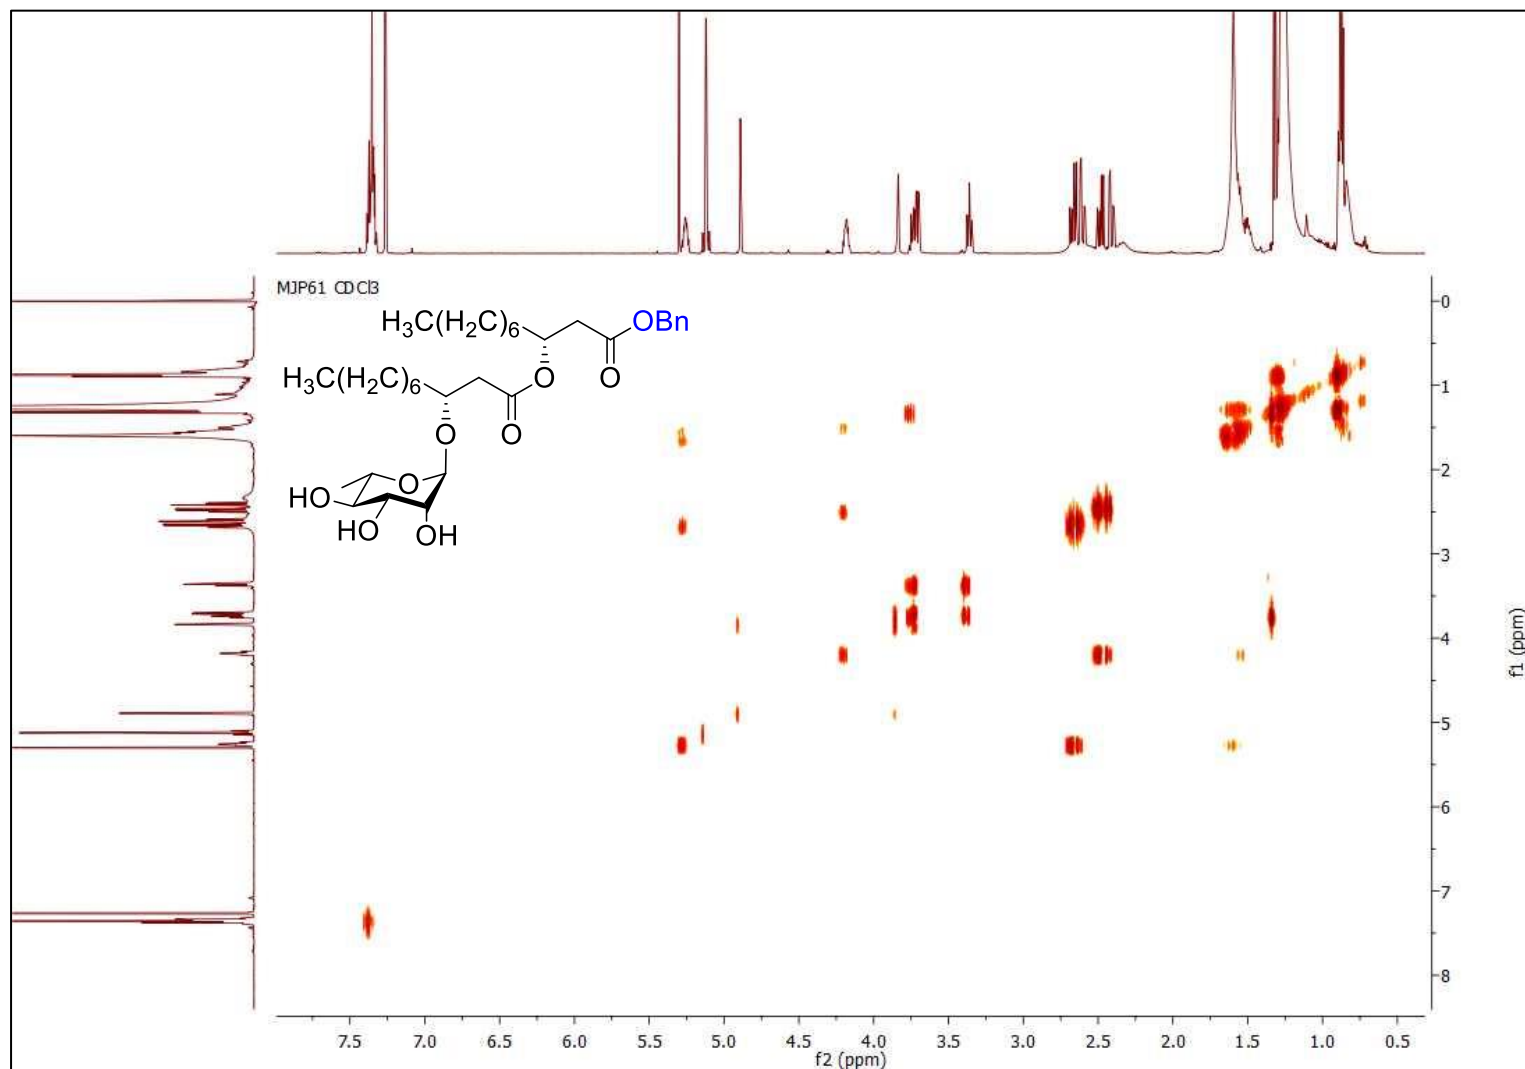 MJP61 CDCl3
H3C(H2C)6
OBn
O
O
H3C(H2C)6
O
O
O
HO
HO
OH
0
1
2
3
4
5
6
7
8
f1 (ppm)
7.5 7.0 6.5 6.0 5.5 5.0 4.5 4.0 3.5 3.0 2.5 2.0 1.5 1.0 0.5
f2 (ppm)